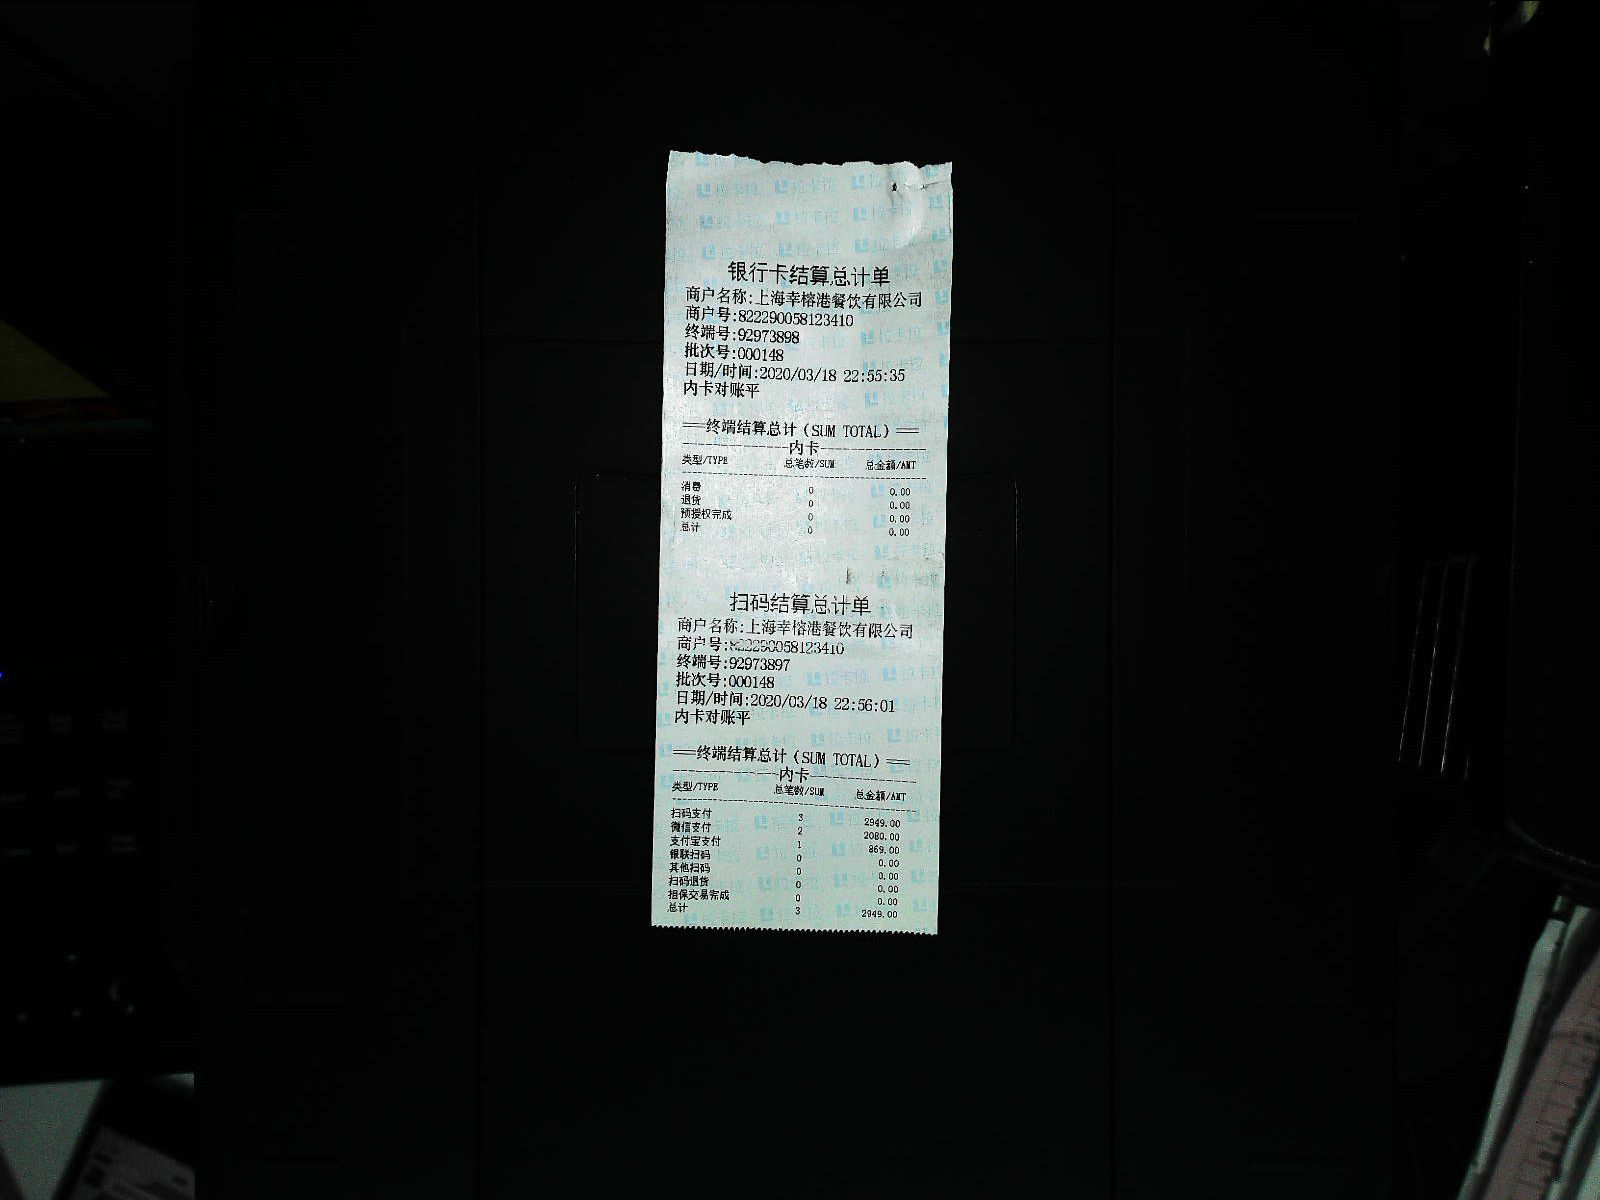 银行卡结算总计单
商户名称:上海幸榕港餐饮有限公司
商户号:822290058123410
终端号:92973898
批次号:000148
日期/时间:2020/03/18 22:55:35
内卡对账平
══终端结算总计(SUM TOTAL)══
----------------内卡----------------
类型/TYPE 总笔数/SUM 总金额/AMT
消费 0 0.00
退货 0 0.00
预授权完成 0 0.00
总计 0 0.00
扫码结算总计单
商户名称:上海幸榕港餐饮有限公司
商户号:822290058123410
终端号:92973897
批次号:000148
日期/时间:2020/03/18 22:56:01
内卡对账平
══终端结算总计(SUM TOTAL)══
----------------内卡----------------
类型/TYPE 总笔数/SUM 总金额/AMT
扫码支付 3 2949.00
微信支付 2 2080.00
支付宝支付 1 869.00
银联扫码 0 0.00
其他扫码 0 0.00
扫码退货 0 0.00
担保交易完成 0 0.00
总计 3 2949.00